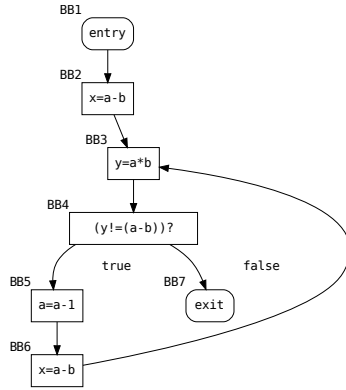 BB1
entry
BB2
x=a-b
BB3
y=a*b
BB4
(y!=(a-b))?
true
false
BB5
a=a-1
BB7
exit
BB6
x=a-b